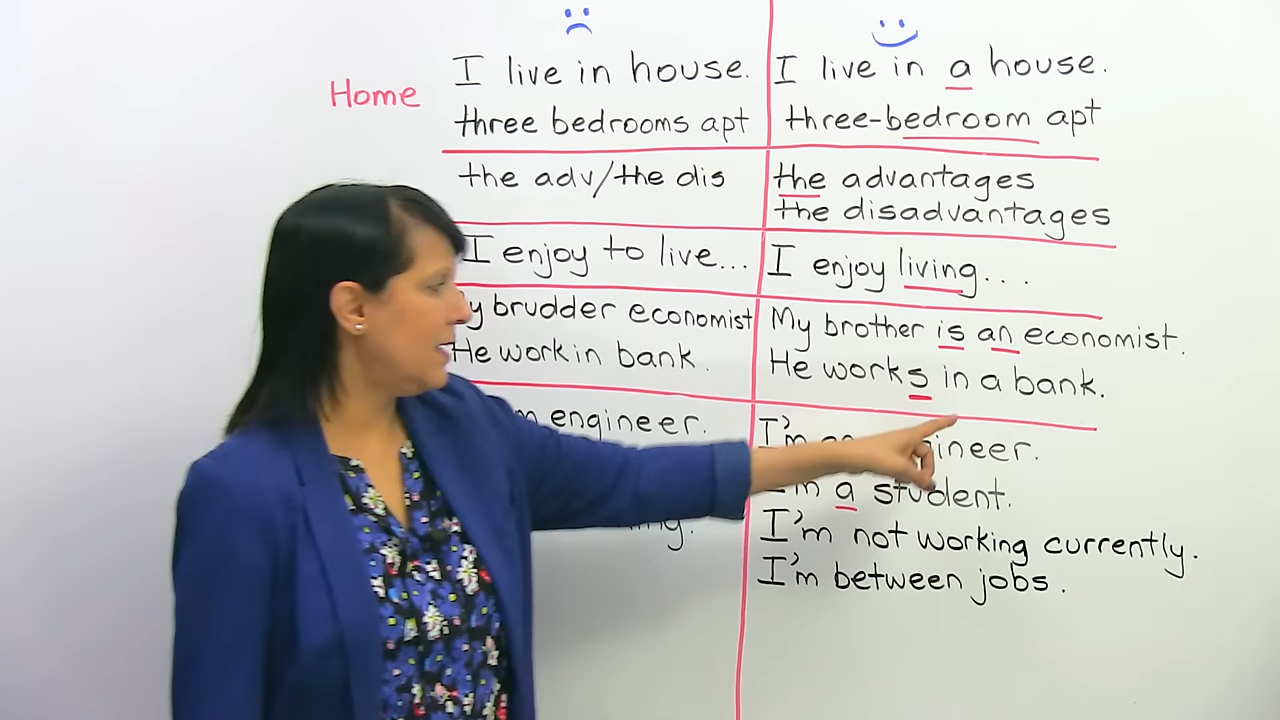 Home
I live in house.
three bedrooms apt
the adv/the dis
I enjoy to live...
brudder economist
He work in bank.
engineer.
I live in a house.
three-bedroom apt
the advantages
the disadvantages
I enjoy living...
My brother is an economist.
He works in a bank.
I'm
I'm a student.
I'm not working currently.
I'm between jobs.